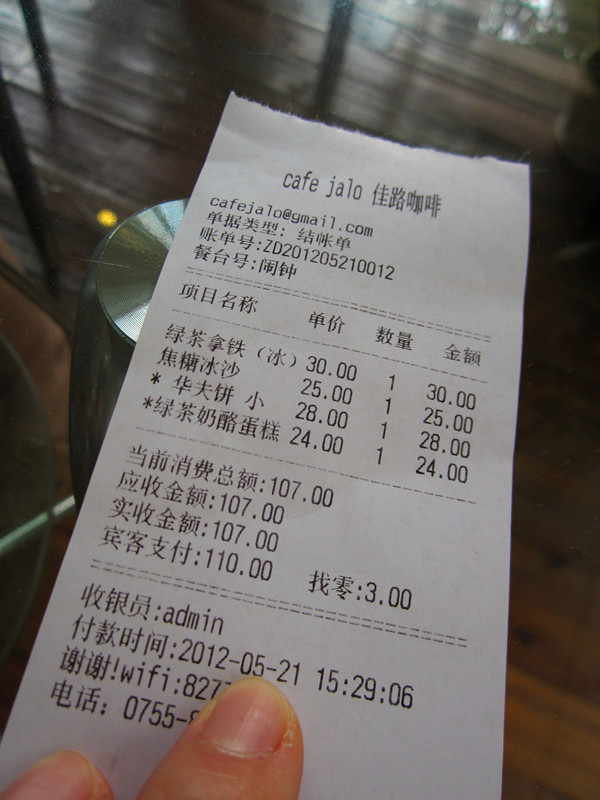 cafe jalo 佳路咖啡
cafejalo@gmail.com
单据类型: 结帐单
账单号:ZD201205210012
餐台号:闹钟
项目名称 单价 数量 金额
绿茶拿铁（冰）30.00 1 30.00
焦糖冰沙 25.00 1 25.00
* 华夫饼 小 28.00 1 28.00
*绿茶奶酪蛋糕 24.00 1 24.00
当前消费总额:107.00
应收金额:107.00
实收金额:107.00
宾客支付:110.00 找零:3.00
收银员:admin
付款时间:2012-05-21 15:29:06
谢谢!wifi:827
电话: 0755-